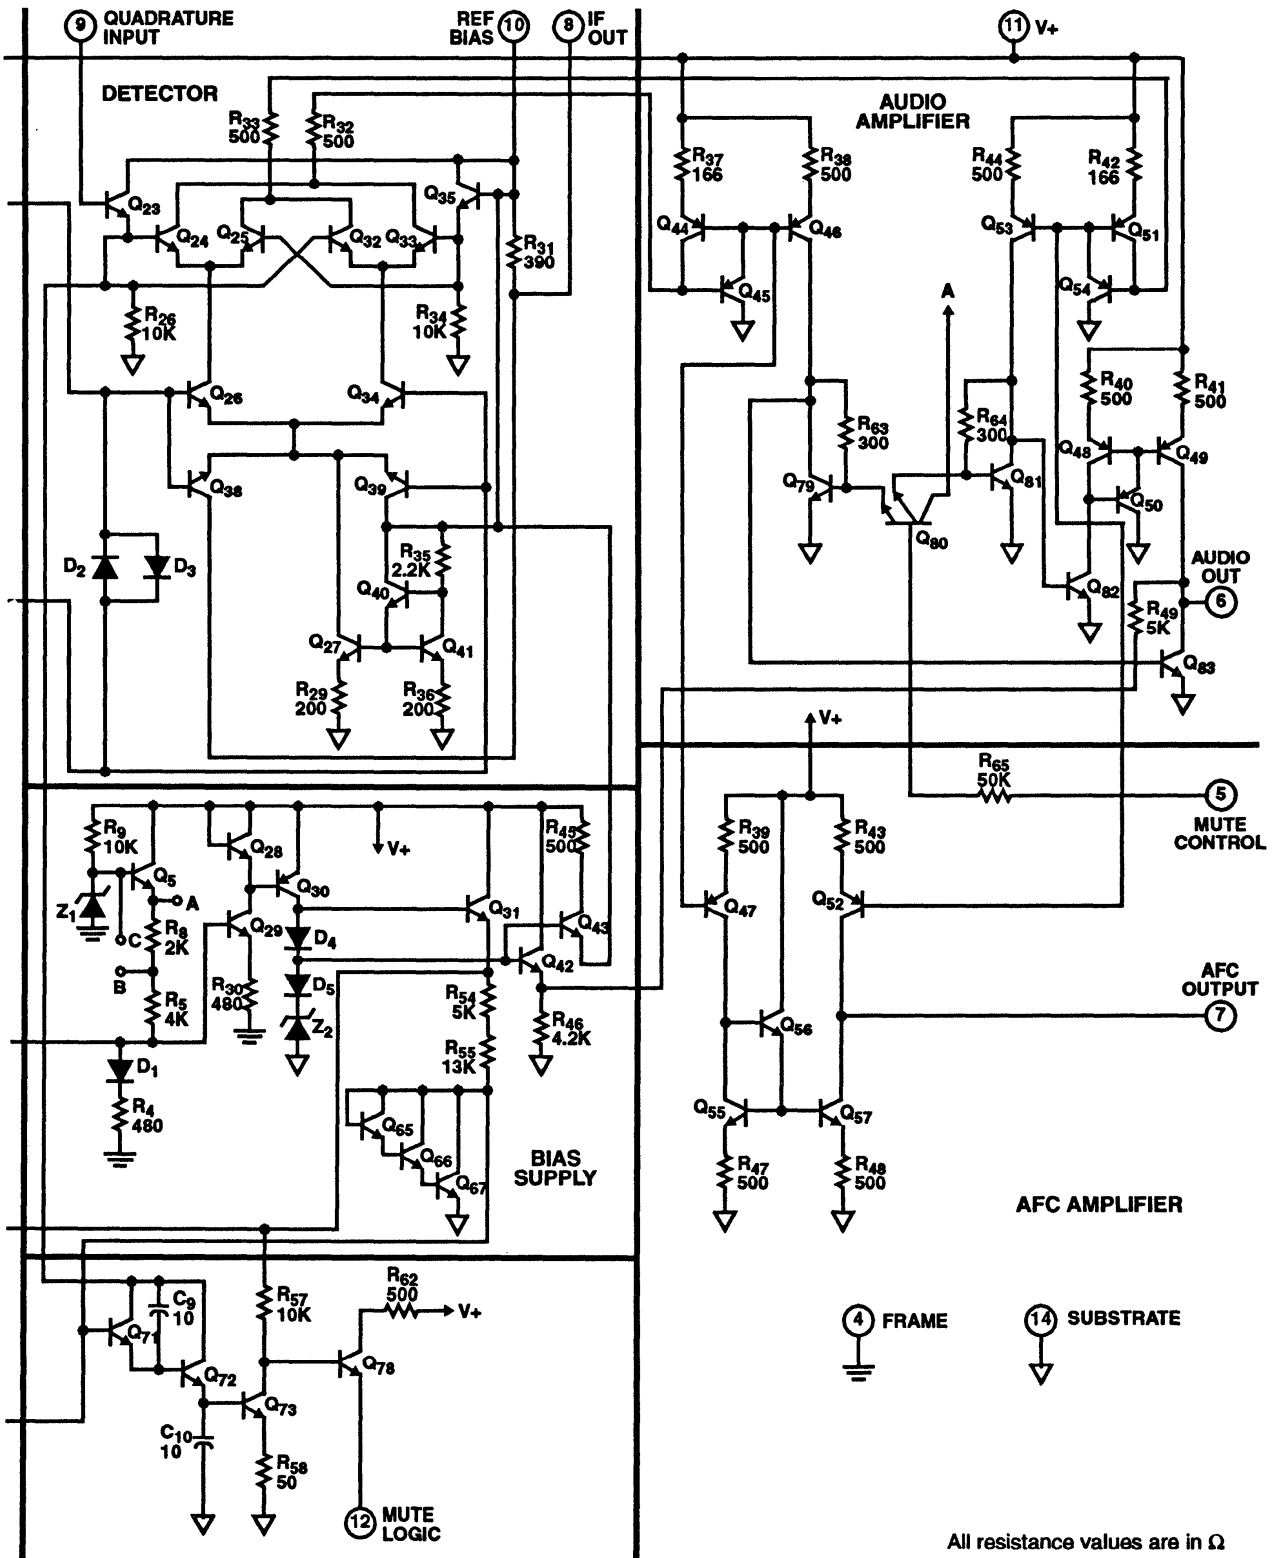 9 QUADRATURE
INPUT
REF
BIAS 10
8 IF
OUT
11 V+
DETECTOR
AUDIO
AMPLIFIER
R33
500
R32
500
R37
166
R38
500
R44
500
R42
166
Q23
Q35
Q24
Q25
Q32
Q33
Q44
Q46
Q53
Q51
R31
390
Q45
A
Q54
R26
10K
R34
10K
Q26
Q34
R40
500
R41
500
R63
300
R64
300
Q48
Q49
Q38
Q39
Q79
Q81
Q50
Q80
D2
D3
R35
2.2K
Q40
Q82
AUDIO
OUT
6
R49
5K
Q27
Q41
Q83
R29
200
R36
200
V+
R65
50K
5
MUTE
CONTROL
R9
10K
Q28
V+
R45
500
R39
500
R43
500
Q5
Q30
Z1
A
Q31
Q47
Q52
C
R8
2K
Q29
D4
Q43
Q42
B
R30
480
D5
R54
5K
AFC
OUTPUT
7
R5
4K
Z2
R46
4.2K
Q56
D1
R55
13K
R4
480
Q65
Q55
Q57
Q66
Q67
BIAS
SUPPLY
R47
500
R48
500
AFC AMPLIFIER
C9
10
R57
10K
R62
500
V+
4 FRAME
14 SUBSTRATE
Q71
Q72
Q78
Q73
C10
10
R58
50
12 MUTE
LOGIC
All resistance values are in Ω